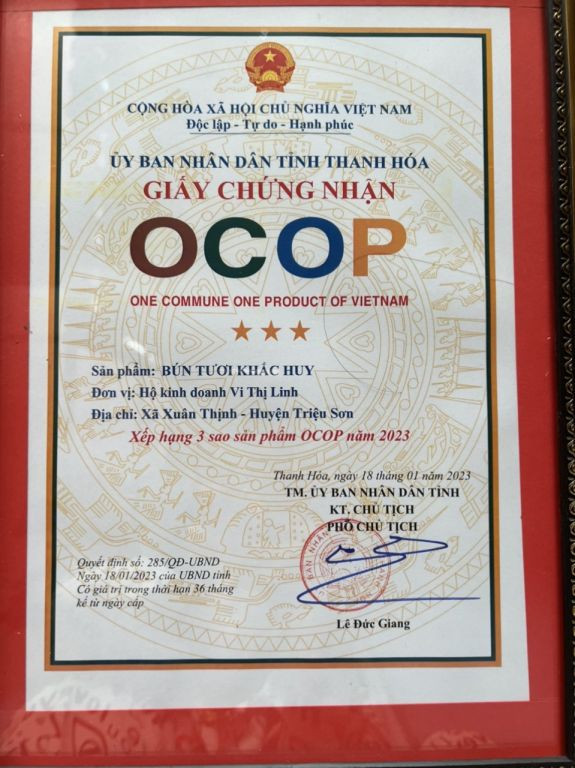 CỘNG HÒA XÃ HỘI CHỦ NGHĨA VIỆT NAM
Độc lập - Tự do - Hạnh phúc
ỦY BAN NHÂN DÂN TỈNH THANH HÓA
GIẤY CHỨNG NHẬN
OCOP
ONE COMMUNE ONE PRODUCT OF VIETNAM
Sản phẩm: BÚN TƯƠI KHẮC HUY
Đơn vị: Hộ kinh doanh Vi Thị Linh
Địa chỉ: Xã Xuân Thịnh - Huyện Triệu Sơn
Xếp hạng 3 sao sản phẩm OCOP năm 2023
Thanh Hóa, ngày 18 tháng 01 năm 2023
TM. ỦY BAN NHÂN DÂN TỈNH
KT. CHỦ TỊCH
PHÓ CHỦ TỊCH
BAN NHÂN
Quyết định số: 285/QĐ-UBND
Ngày 18/01/2023 của UBND tỉnh
Có giá trị trong thời hạn 36 tháng
kể từ ngày cấp
Lê Đức Giang